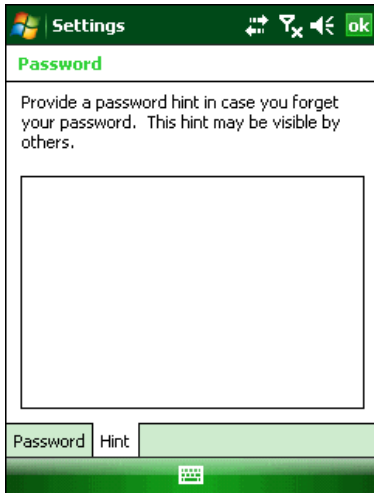 Settings
ok
Password
Provide a password hint in case you forget
your password.  This hint may be visible by
others.
Password
Hint